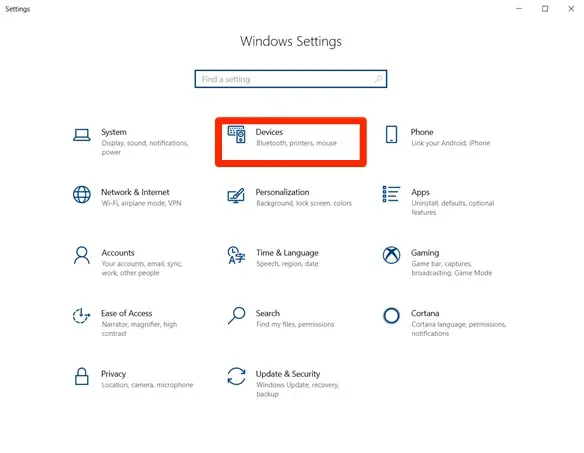 Settings
Windows Settings
Find a setting
System
Display, sound, notifications,
power
Devices
Bluetooth, printers, mouse
Phone
Link your Android, iPhone
Network & Internet
Wi-Fi, airplane mode, VPN
Personalization
Background, lock screen, colors
Apps
Uninstall, defaults, optional
features
Accounts
Your accounts, email, sync,
work, other people
Time & Language
Speech, region, date
Gaming
Game bar, captures,
broadcasting, Game Mode
Ease of Access
Narrator, magnifier, high
contrast
Search
Find my files, permissions
Cortana
Cortana language, permissions,
notifications
Privacy
Location, camera, microphone
Update & Security
Windows Update, recovery,
backup